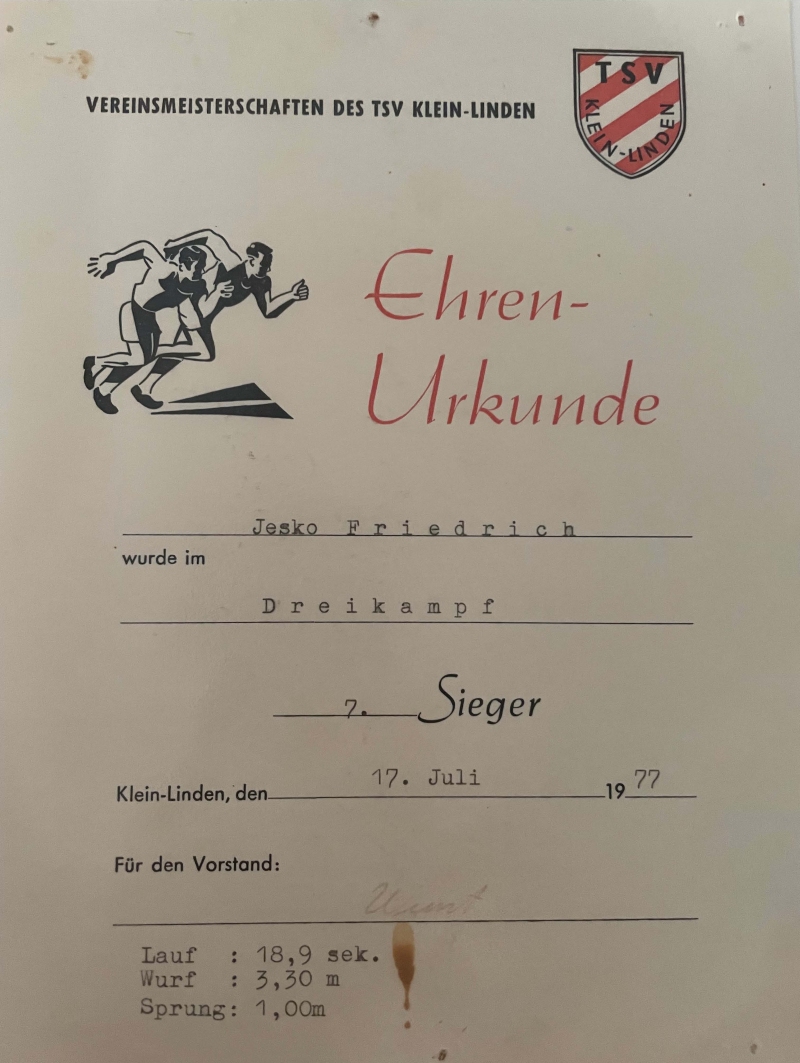 VEREINSMEISTERSCHAFTEN DES TSV KLEIN-LINDEN
TSV
KLEIN-LINDEN
Ehren-
Urkunde
Jesko Friedrich
wurde im
Dreikampf
7. Sieger
Klein-Linden, den 17. Juli 1977
Für den Vorstand:
Lauf : 18,9 sek.
Wurf : 3,30 m
Sprung: 1,00m